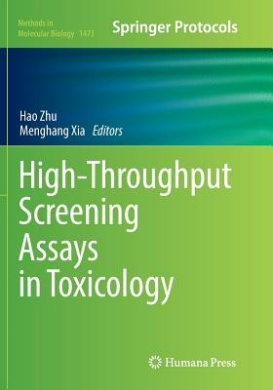 Methods in
Molecular Biology 1473
Springer Protocols
Hao Zhu
Menghang Xia Editors
High-Throughput
Screening
Assays
in Toxicology
Humana Press